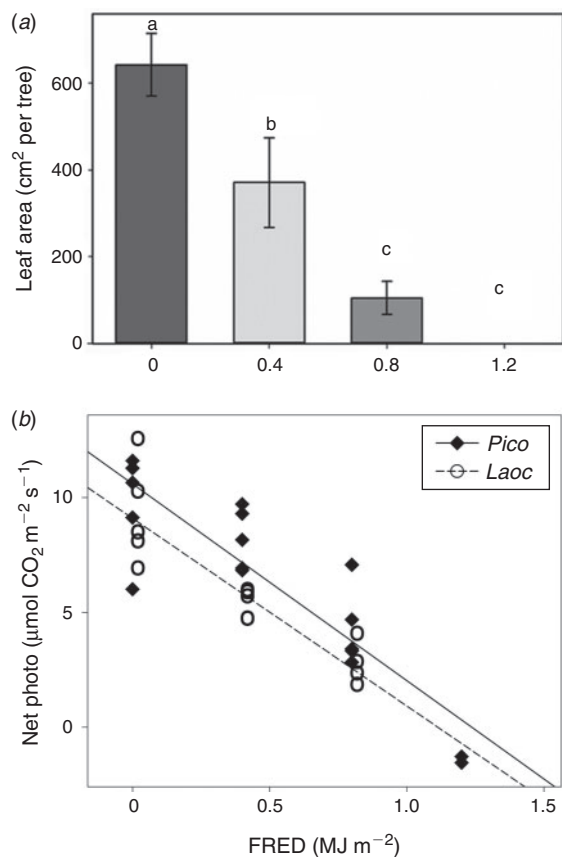 (a)
Leaf area (cm² per tree)
600
400
200
0
a
b
c
c
0 0.4 0.8 1.2
(b)
Net photo (µmol CO₂ m⁻² s⁻¹)
10
5
0
Pico
Laoc
0 0.5 1.0 1.5
FRED (MJ m⁻²)